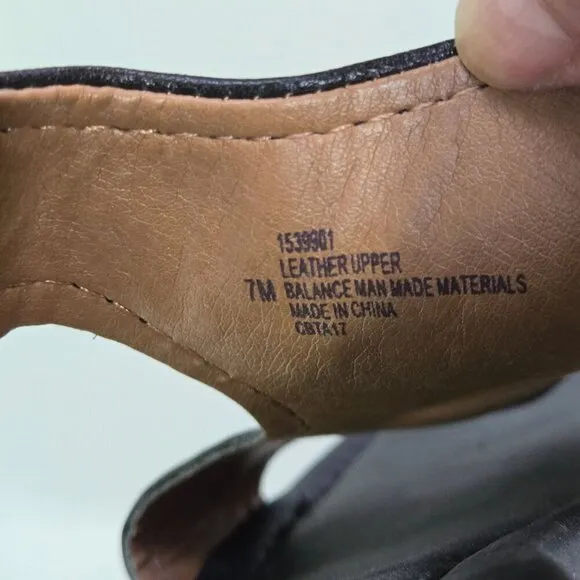 1539901
LEATHER UPPER
7M BALANCE MAN MADE MATERIALS
MADE IN CHINA
CBTA17